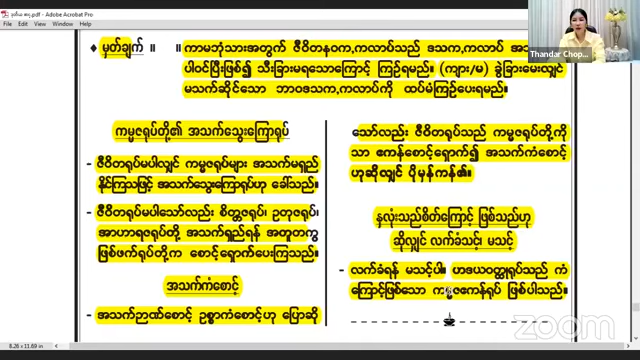 စုတ်မ ၈၇.pdf - Adobe Acrobat Pro
Thandar Chop...
♦ မှတ်ချက် ။ ။ ကာမဘုံသားအတွက် ဇီဝိတနဝက,ကလာပ်သည် ဒသက,ကလာပ်
ပါဝင်ပြီးဖြစ်၍ သီးခြားမရသောကြောင့် ကြဉ်ရမည်။ (ကျား/မ) ခွဲခြားမေးလျှင်
မသက်ဆိုင်သော ဘာဝဒသက,ကလာပ်ကို ထပ်မံကြဉ်ပေးရမည်။
ကမ္မဇရုပ်တို့၏ အသက်သွေးကြောရုပ်
- ဇီဝိတရုပ်မပါလျှင် ကမ္မဇရုပ်များ အသက်မရှည်
နိုင်ကြသဖြင့် အသက်သွေးကြောရုပ်ဟု ခေါ်သည်။
- ဇီဝိတရုပ်မပါသော်လည်း စိတ္တဇရုပ်၊ ဥတုဇရုပ်၊
အာဟာရဇရုပ်တို့ အသက်ရှည်ရန် အတူတကွ
ဖြစ်ဖက်ရုပ်တို့က စောင့်ရှောက်ပေးကြသည်။
အသက်ကံစောင့်
- အသက်ဉာဏ်စောင့် ဥစ္စာကံစောင့်ဟု ပြောဆို
သော်လည်း ဇီဝိတရုပ်သည် ကမ္မဇရုပ်တို့ကို
သာ ဧကန်စောင့်ရှောက်၍ အသက်ကံစောင့်
ဟုဆိုလျှင် ပိုမှန်ကန်၏။
နှလုံးသည်စိတ်ကြောင့် ဖြစ်သည်ဟု
ဆိုလျှင် လက်ခံသင့်၊ မသင့်
- လက်ခံရန် မသင့်ပါ။ ဟဒယဝတ္ထုရုပ်သည် ကံ
ကြောင့်ဖြစ်သော ကမ္မဇဧကန်ရုပ် ဖြစ်ပါသည်။
8.26 x 11.69 in
zoom